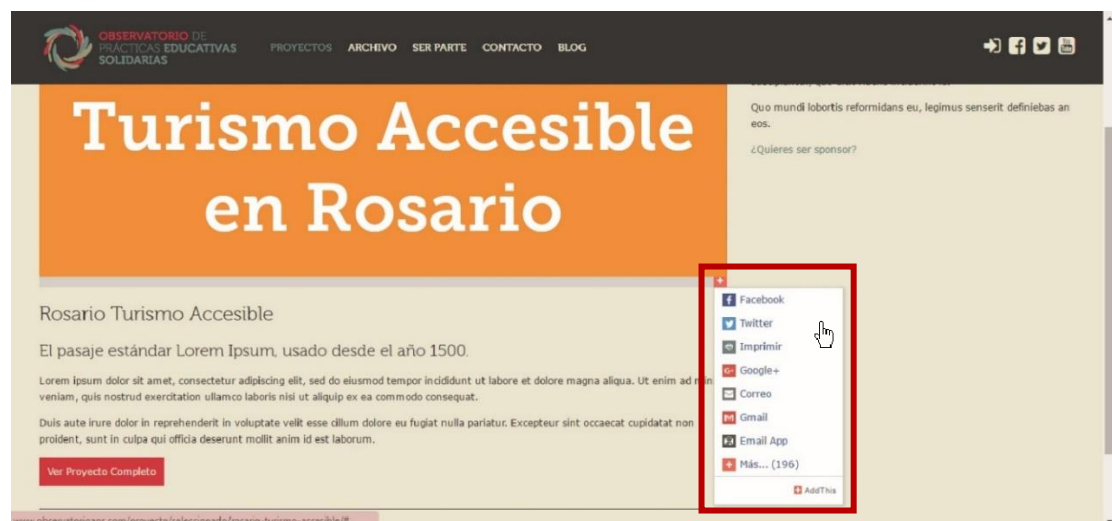 OBSERVATORIO DE
PRÁCTICAS EDUCATIVAS
SOLIDARIAS
PROYECTOS ARCHIVO SER PARTE CONTACTO BLOG
Turismo Accesible
en Rosario
Quo mundi lobortis reformidans eu, legimus senserit definiebas an
eos.
¿Quieres ser sponsor?
Rosario Turismo Accesible
El pasaje estándar Lorem Ipsum, usado desde el año 1500.
Lorem ipsum dolor sit amet, consectetur adipiscing elit, sed do eiusmod tempor incididunt ut labore et dolore magna aliqua. Ut enim ad
veniam, quis nostrud exercitation ullamco laboris nisi ut aliquip ex ea commodo consequat.
Duis aute irure dolor in reprehenderit in voluptate velit esse cillum dolore eu fugiat nulla pariatur. Excepteur sint occaecat cupidatat non
proident, sunt in culpa qui officia deserunt mollit anim id est laborum.
Ver Proyecto Completo
Facebook
Twitter
Imprimir
Google+
Correo
Gmail
Email App
Más... (196)
AddThis